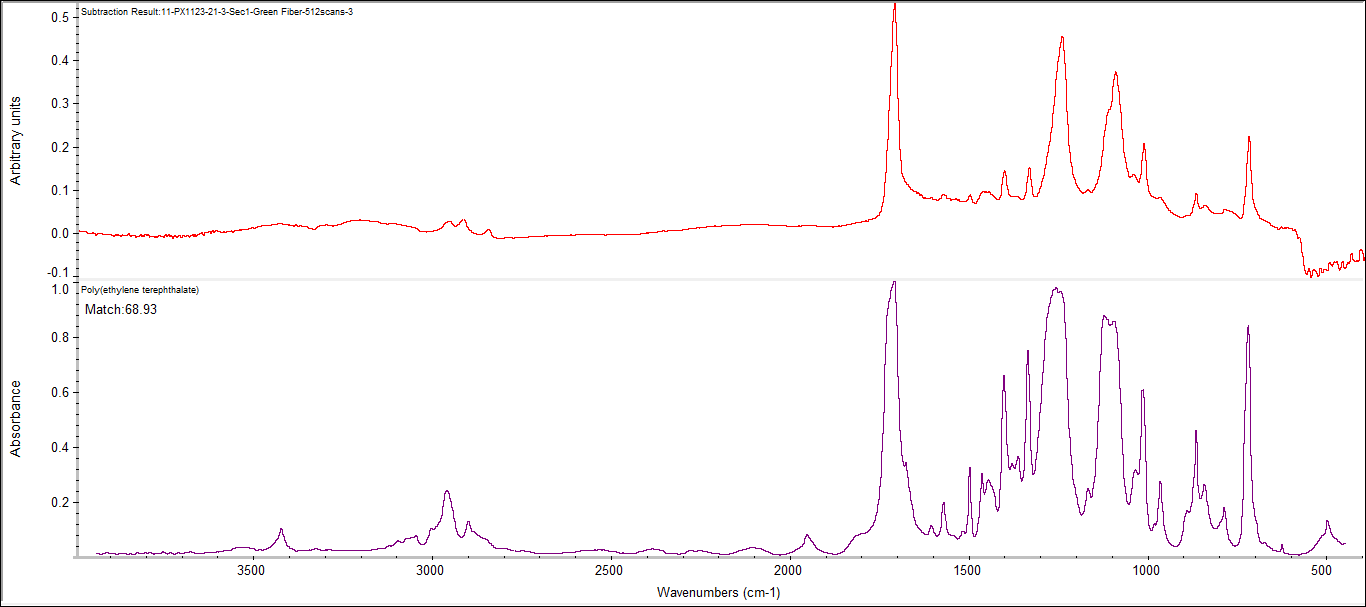 Subtraction Result:11-PX1123-21-3-Sec1-Green Fiber-512scans-3
0.5
0.4
0.3
0.2
0.1
0.0
-0.1
Arbitrary units
Poly(ethylene terephthalate)
Match:68.93
1.0
0.8
0.6
0.4
0.2
Absorbance
3500 3000 2500 2000 1500 1000 500
Wavenumbers (cm-1)